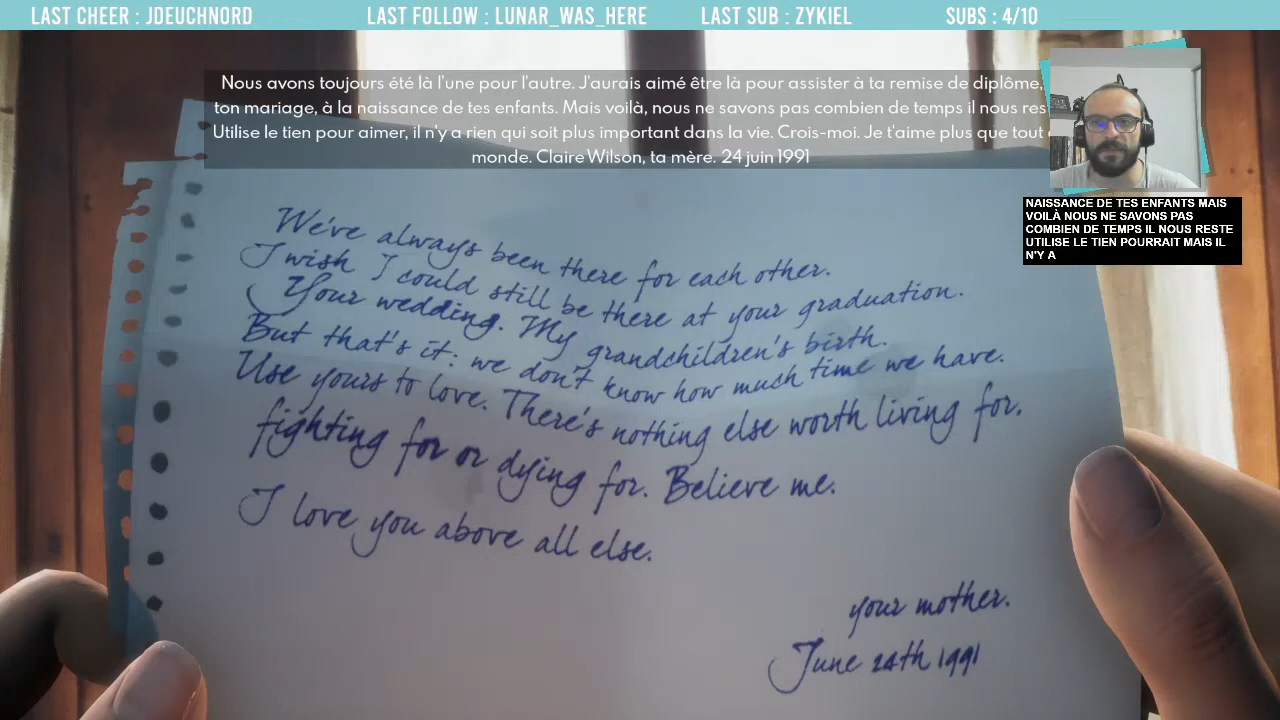 LAST CHEER : JDEUCHNORD LAST FOLLOW : LUNAR_WAS_HERE LAST SUB : ZYKIEL SUBS : 4/10
Nous avons toujours été là l'une pour l'autre. J'aurais aimé être là pour assister à ta remise de diplôme,
ton mariage, à la naissance de tes enfants. Mais voilà, nous ne savons pas combien de temps il nous res
Utilise le tien pour aimer, il n'y a rien qui soit plus important dans la vie. Crois-moi. Je t'aime plus que tout
monde. Claire Wilson, ta mère. 24 juin 1991
NAISSANCE DE TES ENFANTS MAIS
VOILÀ NOUS NE SAVONS PAS
COMBIEN DE TEMPS IL NOUS RESTE
UTILISE LE TIEN POURRAIT MAIS IL
N'Y A
We've always been there for each other.
I wish I could still be there at your graduation.
Your wedding. My grandchildren's birth.
But that's it: we don't know how much time we have.
Use yours to love. There's nothing else worth living for.
fighting for or dying for. Believe me.
I love you above all else.
your mother.
June 24th 1991